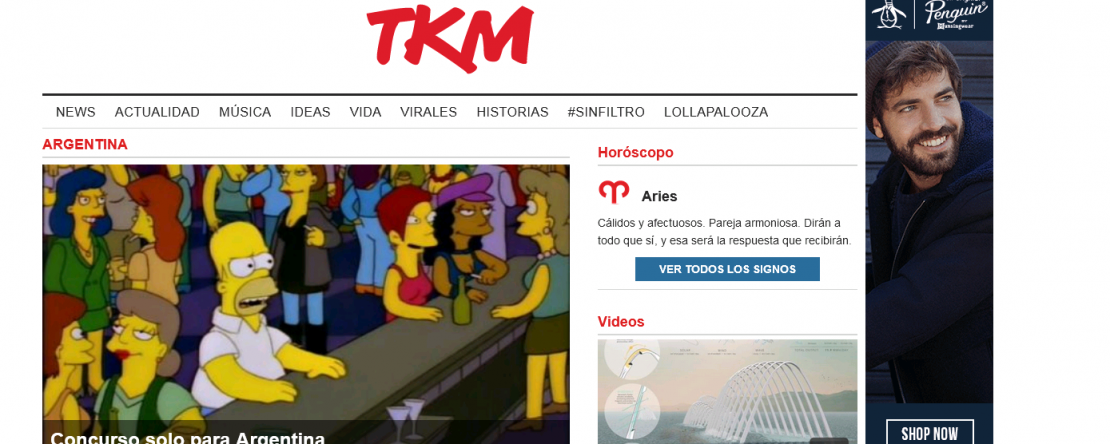 TKM
NEWS ACTUALIDAD MÚSICA IDEAS VIDA VIRALES HISTORIAS #SINFILTRO LOLLAPALOOZA
ARGENTINA
Concurso solo para Argentina
Horóscopo
Aries
Cálidos y afectuosos. Pareja armoniosa. Dirán a
todo que sí, y esa será la respuesta que recibirán.
VER TODOS LOS SIGNOS
Videos
Penguin
Munsingwear
SHOP NOW